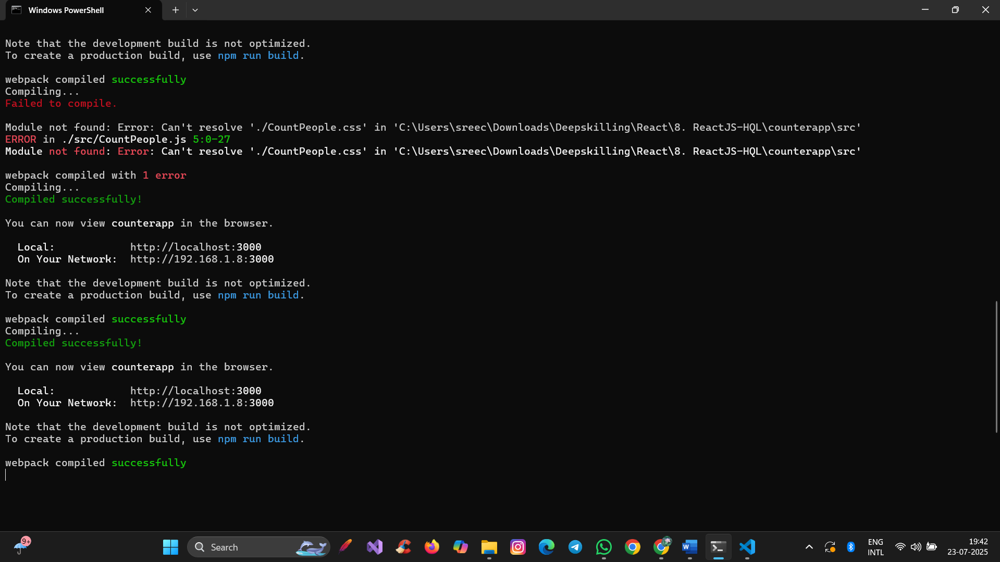 Windows PowerShell
Note that the development build is not optimized.
To create a production build, use npm run build.
webpack compiled successfully
Compiling...
Failed to compile.
Module not found: Error: Can't resolve './CountPeople.css' in 'C:\Users\sreec\Downloads\Deepskilling\React\8. ReactJS-HQL\counterapp\src'
ERROR in ./src/CountPeople.js 5:0-27
Module not found: Error: Can't resolve './CountPeople.css' in 'C:\Users\sreec\Downloads\Deepskilling\React\8. ReactJS-HQL\counterapp\src'
webpack compiled with 1 error
Compiling...
Compiled successfully!
You can now view counterapp in the browser.
Local: http://localhost:3000
On Your Network: http://192.168.1.8:3000
Note that the development build is not optimized.
To create a production build, use npm run build.
webpack compiled successfully
Compiling...
Compiled successfully!
You can now view counterapp in the browser.
Local: http://localhost:3000
On Your Network: http://192.168.1.8:3000
Note that the development build is not optimized.
To create a production build, use npm run build.
webpack compiled successfully
9+
Search
ENG
INTL
19:42
23-07-2025